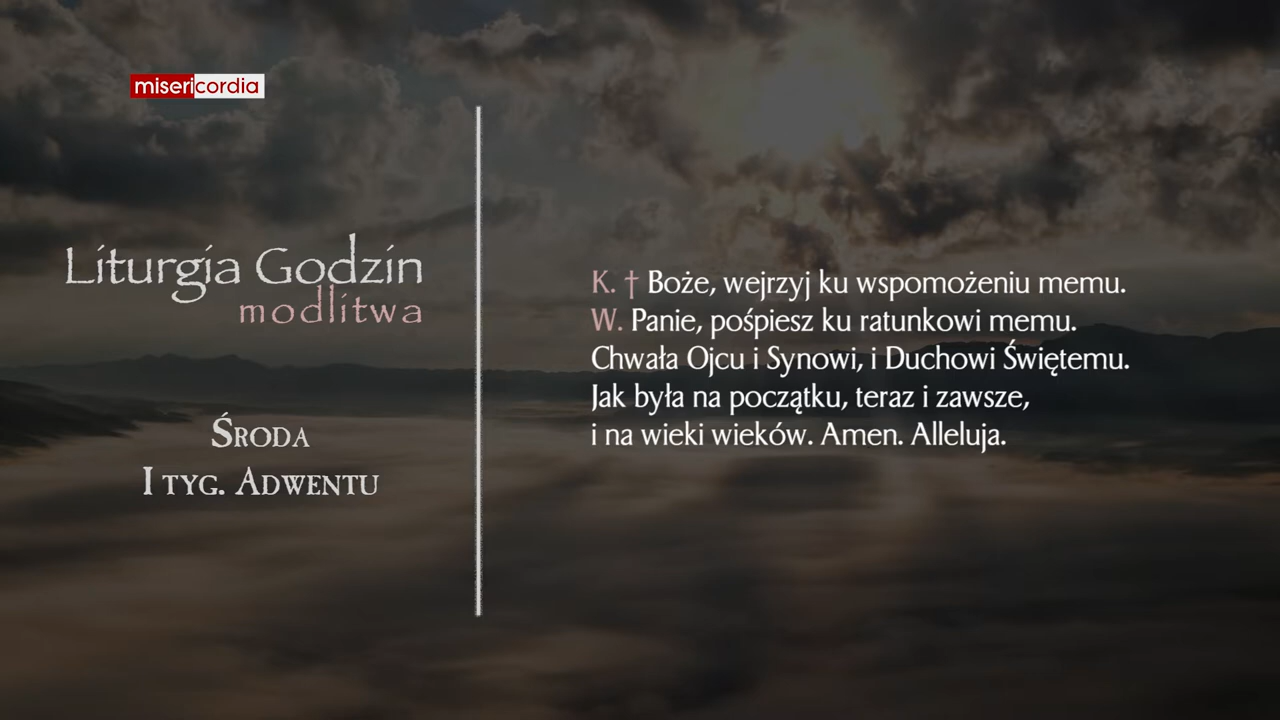 misericordia
Liturgia Godzin
modlitwa
Środa
I tyg. Adwentu
K. † Boże, wejrzyj ku wspomożeniu memu.
W. Panie, pośpiesz ku ratunkowi memu.
Chwała Ojcu i Synowi, i Duchowi Świętemu.
Jak była na początku, teraz i zawsze,
i na wieki wieków. Amen. Alleluja.